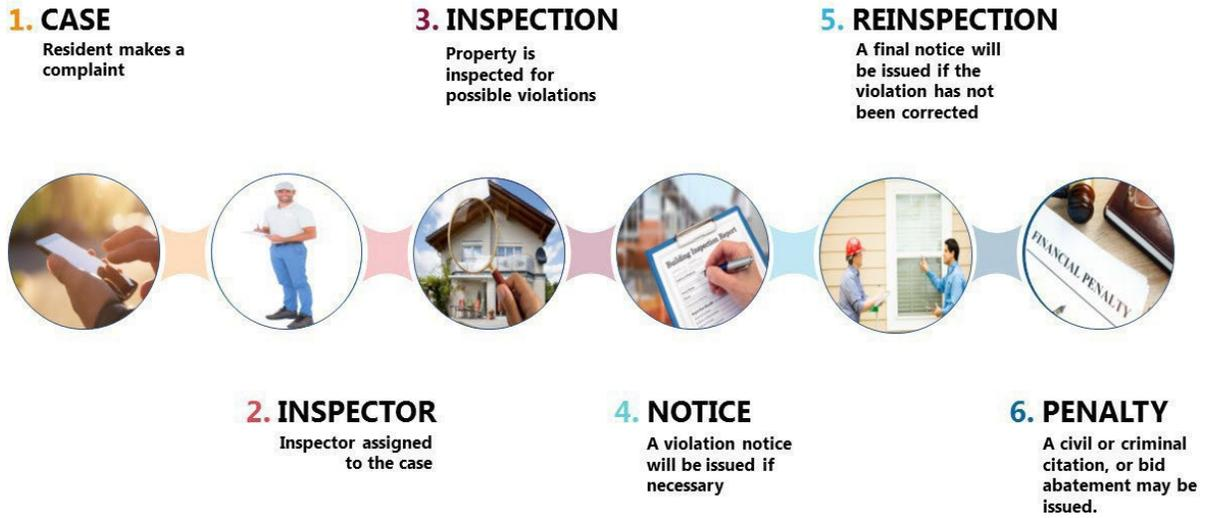 1. CASE
Resident makes a
complaint
3. INSPECTION
Property is
inspected for
possible violations
5. REINSPECTION
A final notice will
be issued if the
violation has not
been corrected
Building Inspection Report
FINANCIAL PENALTY
2. INSPECTOR
Inspector assigned
to the case
4. NOTICE
A violation notice
will be issued if
necessary
6. PENALTY
A civil or criminal
citation, or bid
abatement may be
issued.